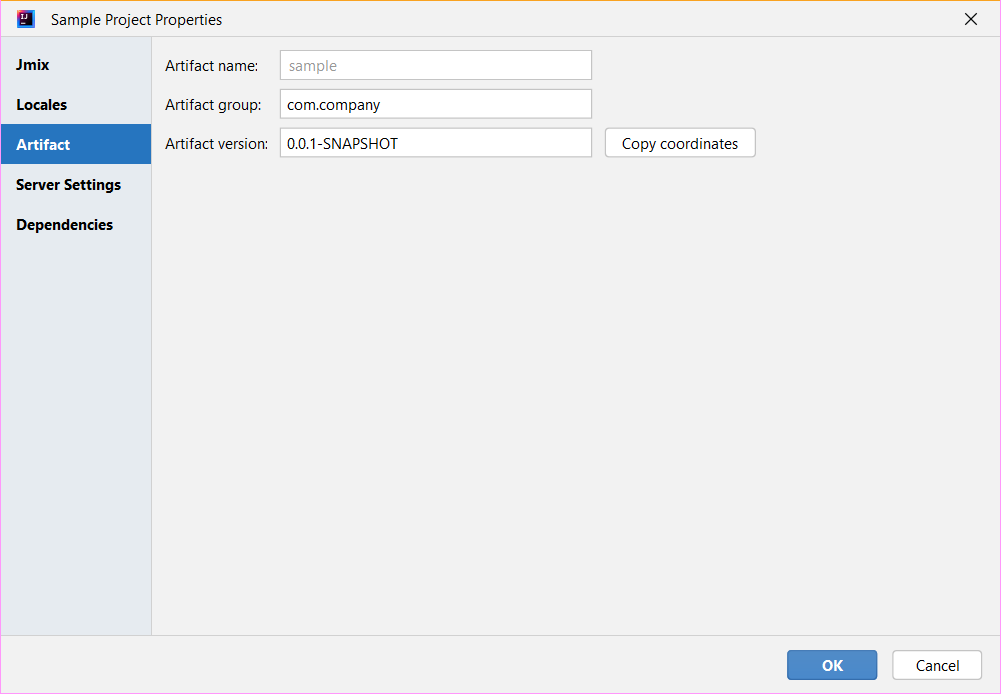 Sample Project Properties
Jmix
Locales
Artifact
Server Settings
Dependencies
Artifact name: sample
Artifact group: com.company
Artifact version: 0.0.1-SNAPSHOT Copy coordinates
OK Cancel